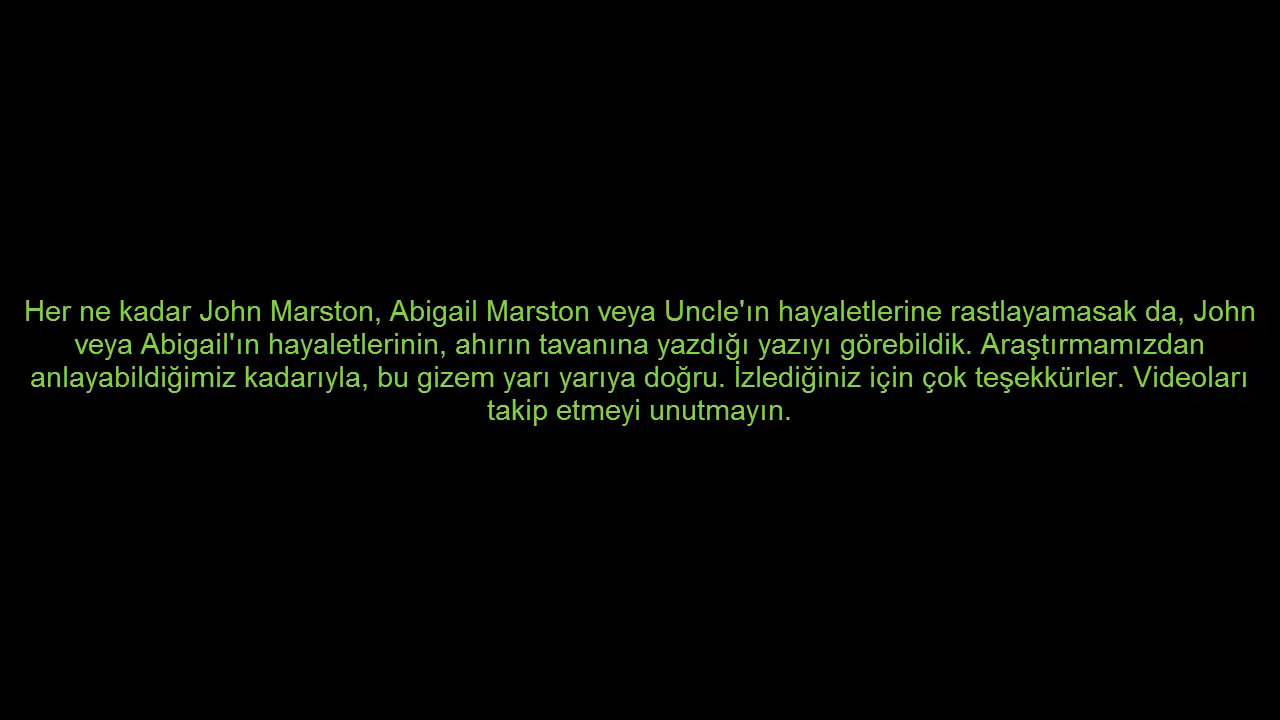 Her ne kadar John Marston, Abigail Marston veya Uncle'ın hayaletlerine rastlayamasak da, John
veya Abigail'ın hayaletlerinin, ahırın tavanına yazdığı yazıyı görebildik. Araştırmamızdan
anlayabildiğimiz kadarıyla, bu gizem yarı yarıya doğru. İzlediğiniz için çok teşekkürler. Videoları
takip etmeyi unutmayın.